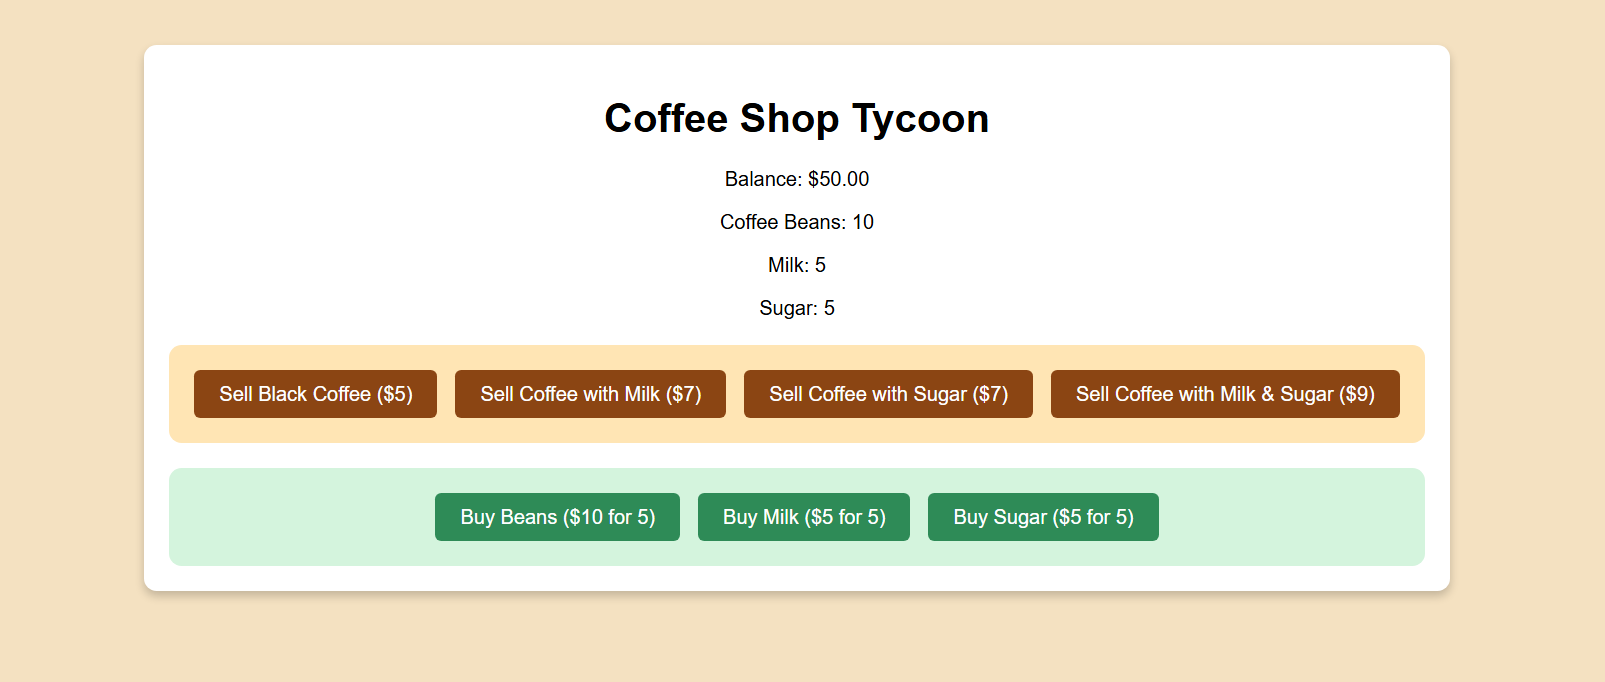 Coffee Shop Tycoon
Balance: $50.00
Coffee Beans: 10
Milk: 5
Sugar: 5
Sell Black Coffee ($5) Sell Coffee with Milk ($7) Sell Coffee with Sugar ($7) Sell Coffee with Milk & Sugar ($9)
Buy Beans ($10 for 5) Buy Milk ($5 for 5) Buy Sugar ($5 for 5)